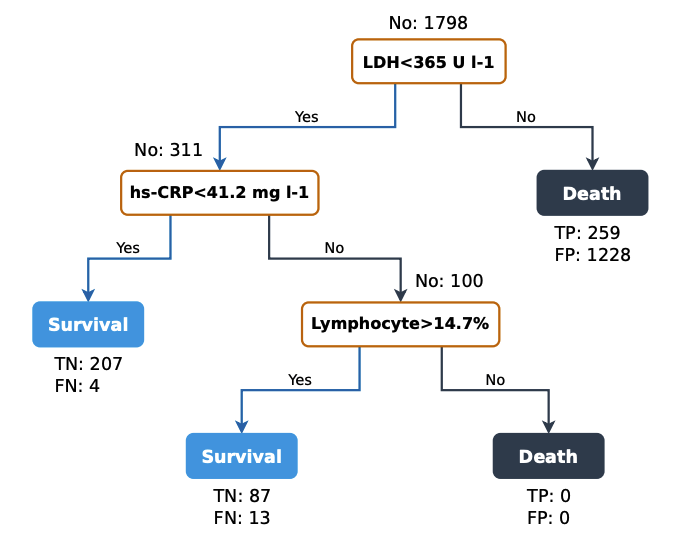 No: 1798
LDH<365 U l-1
Yes
No
No: 311
hs-CRP<41.2 mg l-1
Death
TP: 259
FP: 1228
Yes
No
No: 100
Survival
TN: 207
FN: 4
Lymphocyte>14.7%
Yes
No
Survival
TN: 87
FN: 13
Death
TP: 0
FP: 0